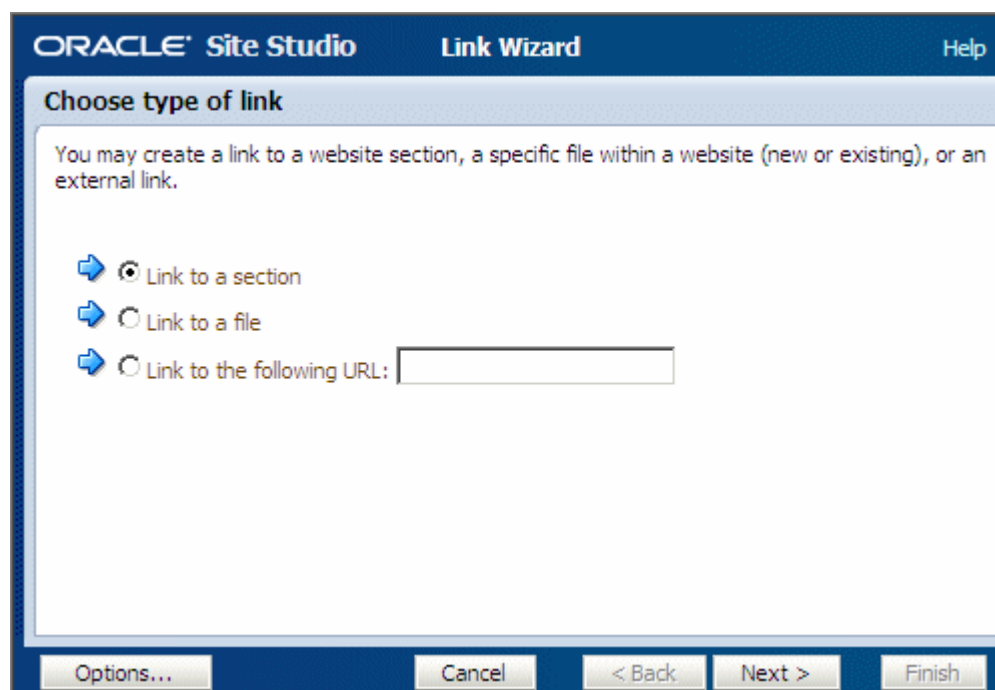 ORACLE Site Studio Link Wizard Help
Choose type of link
You may create a link to a website section, a specific file within a website (new or existing), or an
external link.
Link to a section
Link to a file
Link to the following URL:
Options... Cancel < Back Next > Finish